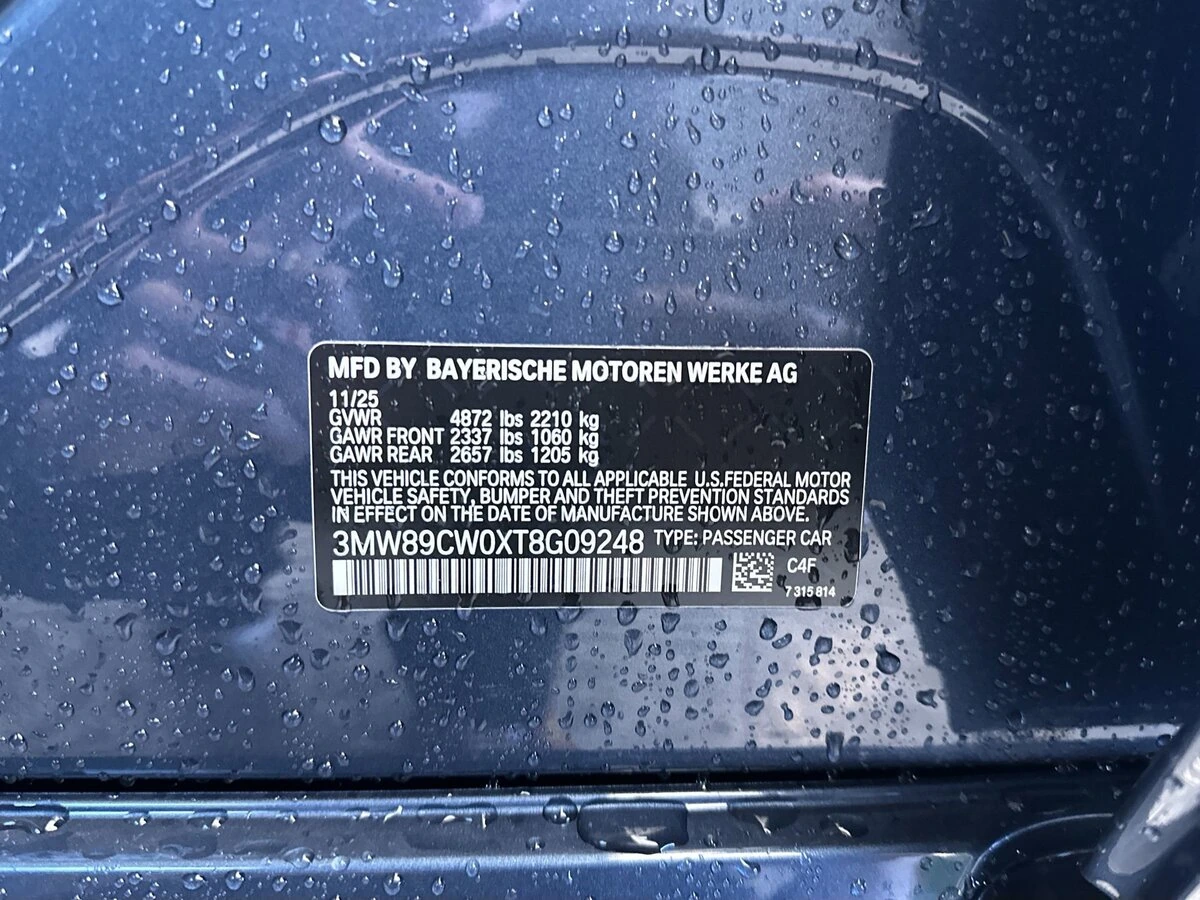 MFD BY BAYERISCHE MOTOREN WERKE AG
11/25
GVWR 4872 lbs 2210 kg
GAWR FRONT 2337 lbs 1060 kg
GAWR REAR 2657 lbs 1205 kg
THIS VEHICLE CONFORMS TO ALL APPLICABLE U.S.FEDERAL MOTOR
VEHICLE SAFETY, BUMPER AND THEFT PREVENTION STANDARDS
IN EFFECT ON THE DATE OF MANUFACTURE SHOWN ABOVE.
3MW89CW0XT8G09248 TYPE: PASSENGER CAR
C4F
7 315 814